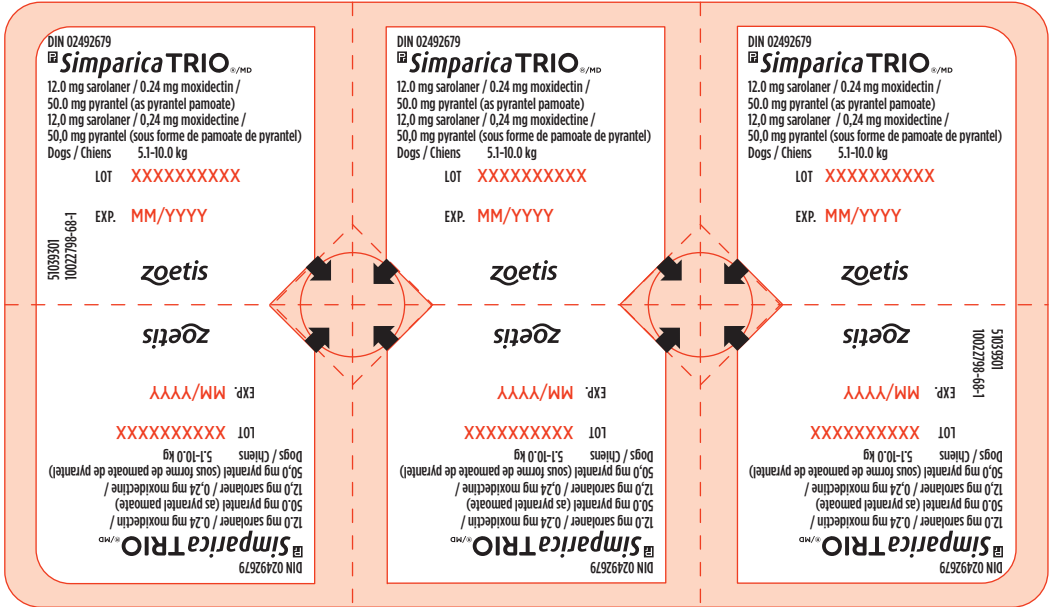 DIN 02492679
Pr Simparica TRIO ®/MD
12.0 mg sarolaner / 0.24 mg moxidectin /
50.0 mg pyrantel (as pyrantel pamoate)
12,0 mg sarolaner / 0,24 mg moxidectine /
50,0 mg pyrantel (sous forme de pamoate de pyrantel)
Dogs / Chiens 5.1-10.0 kg
LOT XXXXXXXXXX
EXP. MM/YYYY
51039301
10022798-68-1
zoetis
DIN 02492679
Pr Simparica TRIO ®/MD
12.0 mg sarolaner / 0.24 mg moxidectin /
50.0 mg pyrantel (as pyrantel pamoate)
12,0 mg sarolaner / 0,24 mg moxidectine /
50,0 mg pyrantel (sous forme de pamoate de pyrantel)
Dogs / Chiens 5.1-10.0 kg
LOT XXXXXXXXXX
EXP. MM/YYYY
zoetis
DIN 02492679
Pr Simparica TRIO ®/MD
12.0 mg sarolaner / 0.24 mg moxidectin /
50.0 mg pyrantel (as pyrantel pamoate)
12,0 mg sarolaner / 0,24 mg moxidectine /
50,0 mg pyrantel (sous forme de pamoate de pyrantel)
Dogs / Chiens 5.1-10.0 kg
LOT XXXXXXXXXX
EXP. MM/YYYY
zoetis
DIN 02492679
Pr Simparica TRIO ®/MD
12.0 mg sarolaner / 0.24 mg moxidectin /
50.0 mg pyrantel (as pyrantel pamoate)
12,0 mg sarolaner / 0,24 mg moxidectine /
50,0 mg pyrantel (sous forme de pamoate de pyrantel)
Dogs / Chiens 5.1-10.0 kg
LOT XXXXXXXXXX
EXP. MM/YYYY
zoetis
DIN 02492679
Pr Simparica TRIO ®/MD
12.0 mg sarolaner / 0.24 mg moxidectin /
50.0 mg pyrantel (as pyrantel pamoate)
12,0 mg sarolaner / 0,24 mg moxidectine /
50,0 mg pyrantel (sous forme de pamoate de pyrantel)
Dogs / Chiens 5.1-10.0 kg
LOT XXXXXXXXXX
EXP. MM/YYYY
zoetis
DIN 02492679
Pr Simparica TRIO ®/MD
12.0 mg sarolaner / 0.24 mg moxidectin /
50.0 mg pyrantel (as pyrantel pamoate)
12,0 mg sarolaner / 0,24 mg moxidectine /
50,0 mg pyrantel (sous forme de pamoate de pyrantel)
Dogs / Chiens 5.1-10.0 kg
LOT XXXXXXXXXX
EXP. MM/YYYY
51039301
10022798-68-1
zoetis